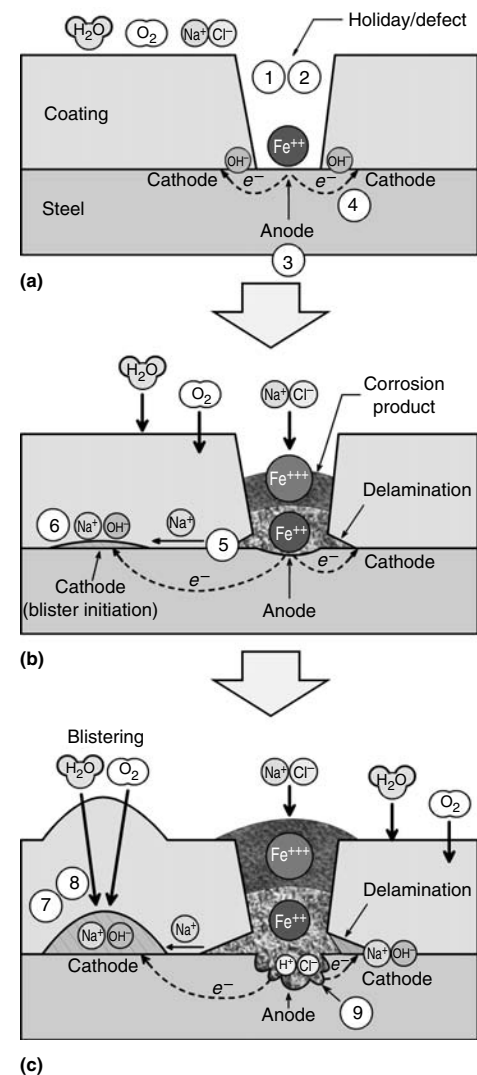 H₂O O₂ Na⁺ Cl⁻ Holiday/defect
1 2
Coating
Fe⁺⁺
OH⁻ OH⁻
Cathode e⁻ e⁻ Cathode
4
Steel
Anode
3
(a)
H₂O
O₂
Na⁺ Cl⁻
Corrosion
product
Fe⁺⁺⁺
Delamination
6 Na⁺ OH⁻ Na⁺
5
Fe⁺⁺
Cathode
(blister initiation)
e⁻ e⁻
Cathode
Anode
(b)
Blistering
H₂O O₂
Na⁺ Cl⁻
H₂O
O₂
Fe⁺⁺⁺
8
7
Delamination
Fe⁺⁺
Na⁺ OH⁻ Na⁺
Na⁺ OH⁻
Cathode
H⁺ Cl⁻
e⁻ e⁻
Cathode
Anode
9
(c)